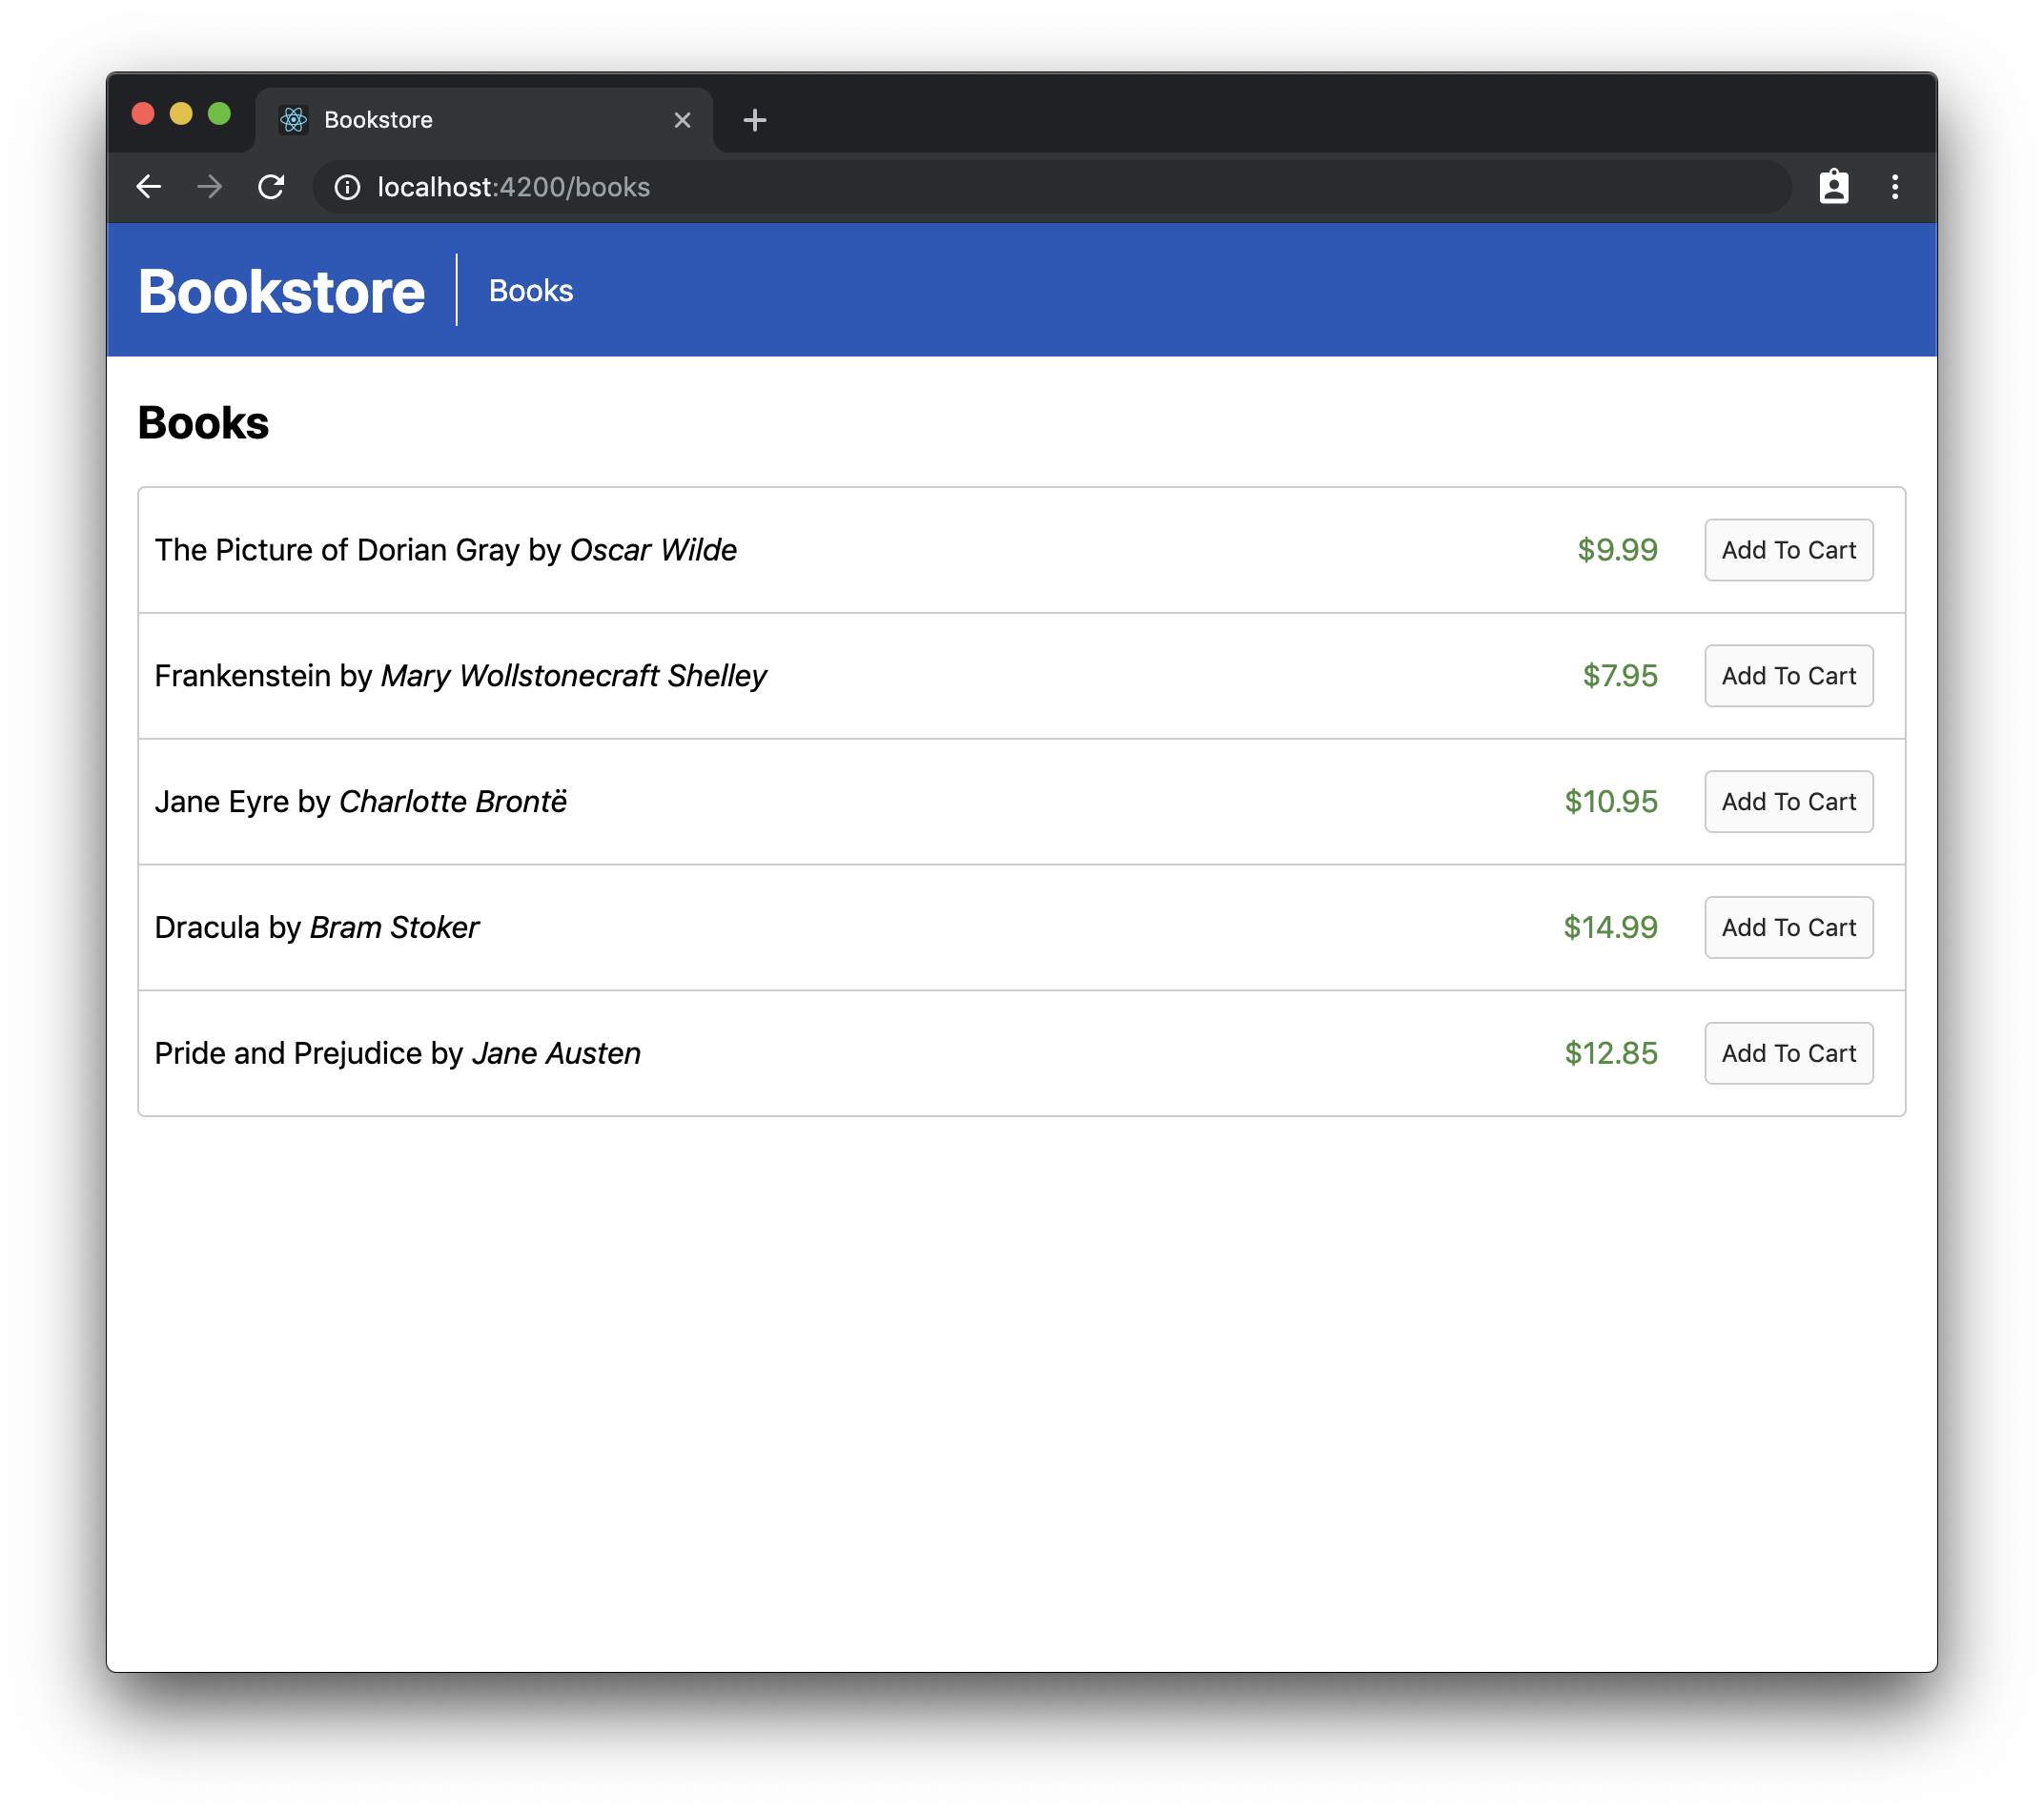 Bookstore
localhost:4200/books
Bookstore Books
Books
The Picture of Dorian Gray by Oscar Wilde $9.99 Add To Cart
Frankenstein by Mary Wollstonecraft Shelley $7.95 Add To Cart
Jane Eyre by Charlotte Brontë $10.95 Add To Cart
Dracula by Bram Stoker $14.99 Add To Cart
Pride and Prejudice by Jane Austen $12.85 Add To Cart